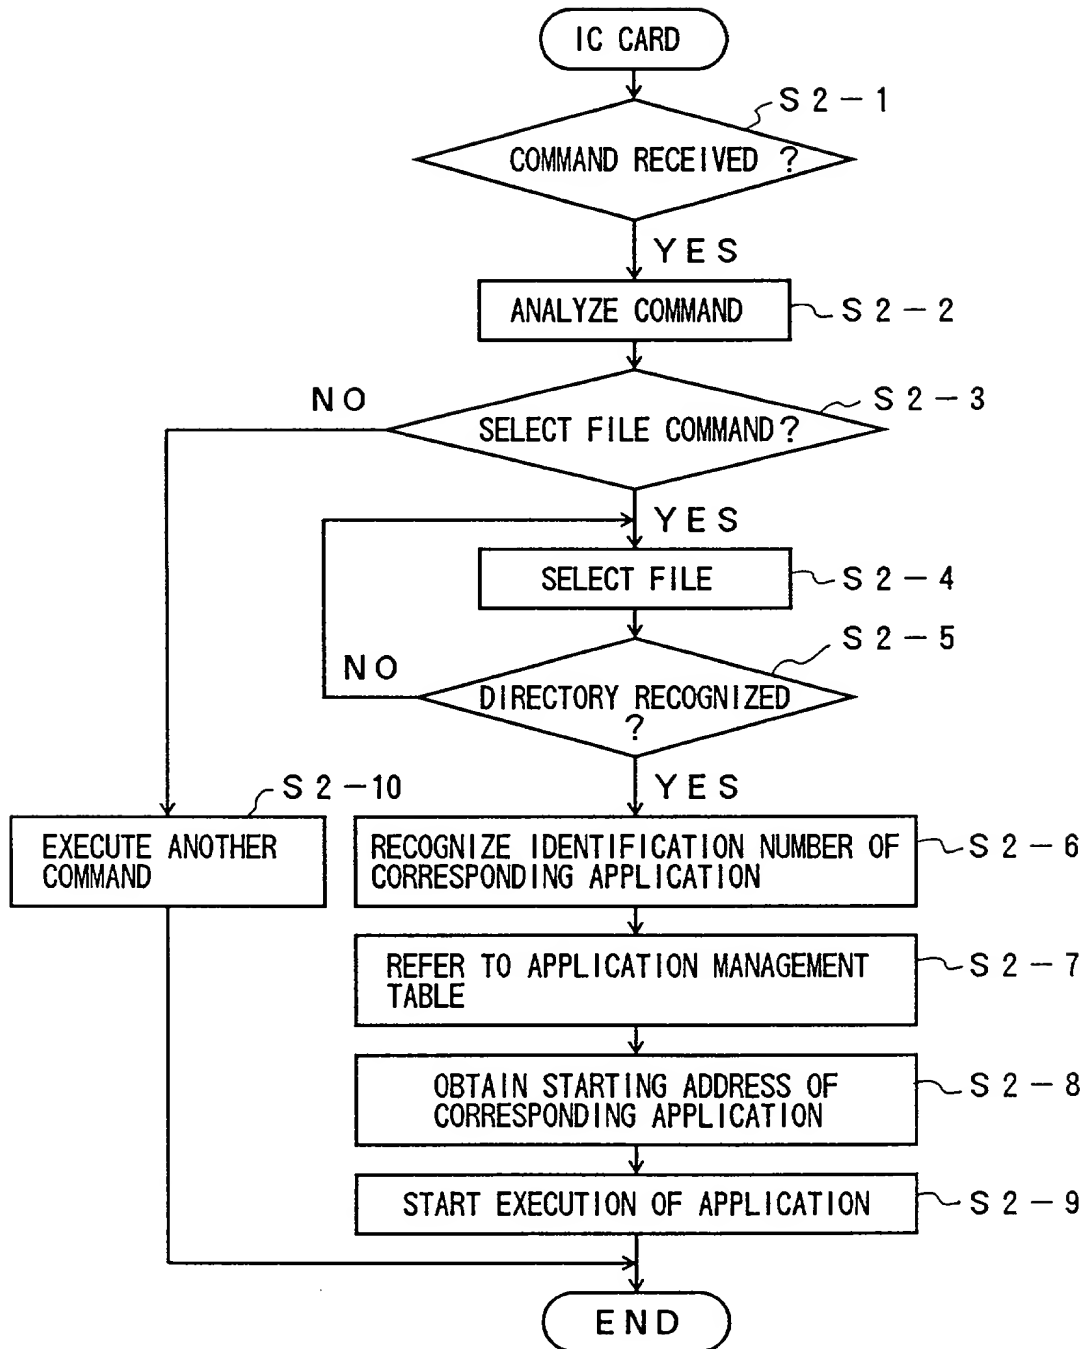 IC CARD
S2-1
COMMAND RECEIVED ?
YES
ANALYZE COMMAND
S2-2
NO
S2-3
SELECT FILE COMMAND?
YES
SELECT FILE
S2-4
S2-5
NO
DIRECTORY RECOGNIZED
?
YES
S2-10
EXECUTE ANOTHER
COMMAND
RECOGNIZE IDENTIFICATION NUMBER OF
CORRESPONDING APPLICATION
S2-6
REFER TO APPLICATION MANAGEMENT
TABLE
S2-7
OBTAIN STARTING ADDRESS OF
CORRESPONDING APPLICATION
S2-8
START EXECUTION OF APPLICATION
S2-9
END